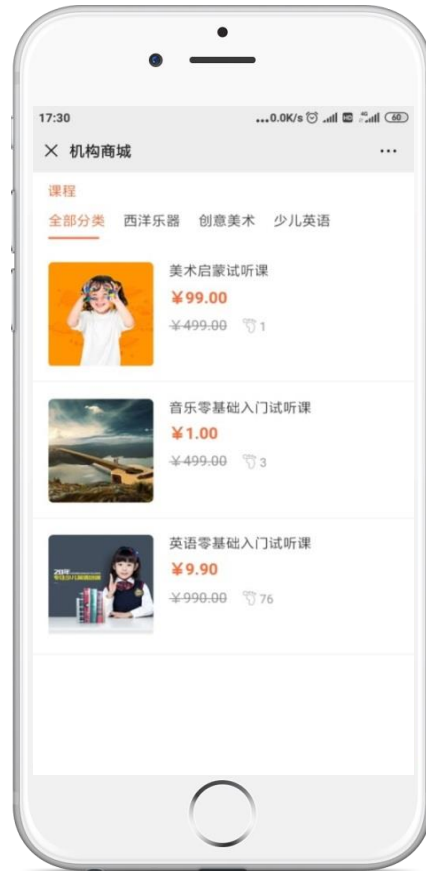 17:30
...0.0K/s HD 4G 60
机构商城
课程
全部分类 西洋乐器 创意美术 少儿英语
美术启蒙试听课
￥99.00
￥499.00 1
音乐零基础入门试听课
￥1.00
￥499.00 3
英语零基础入门试听课
￥9.90
￥990.00 76